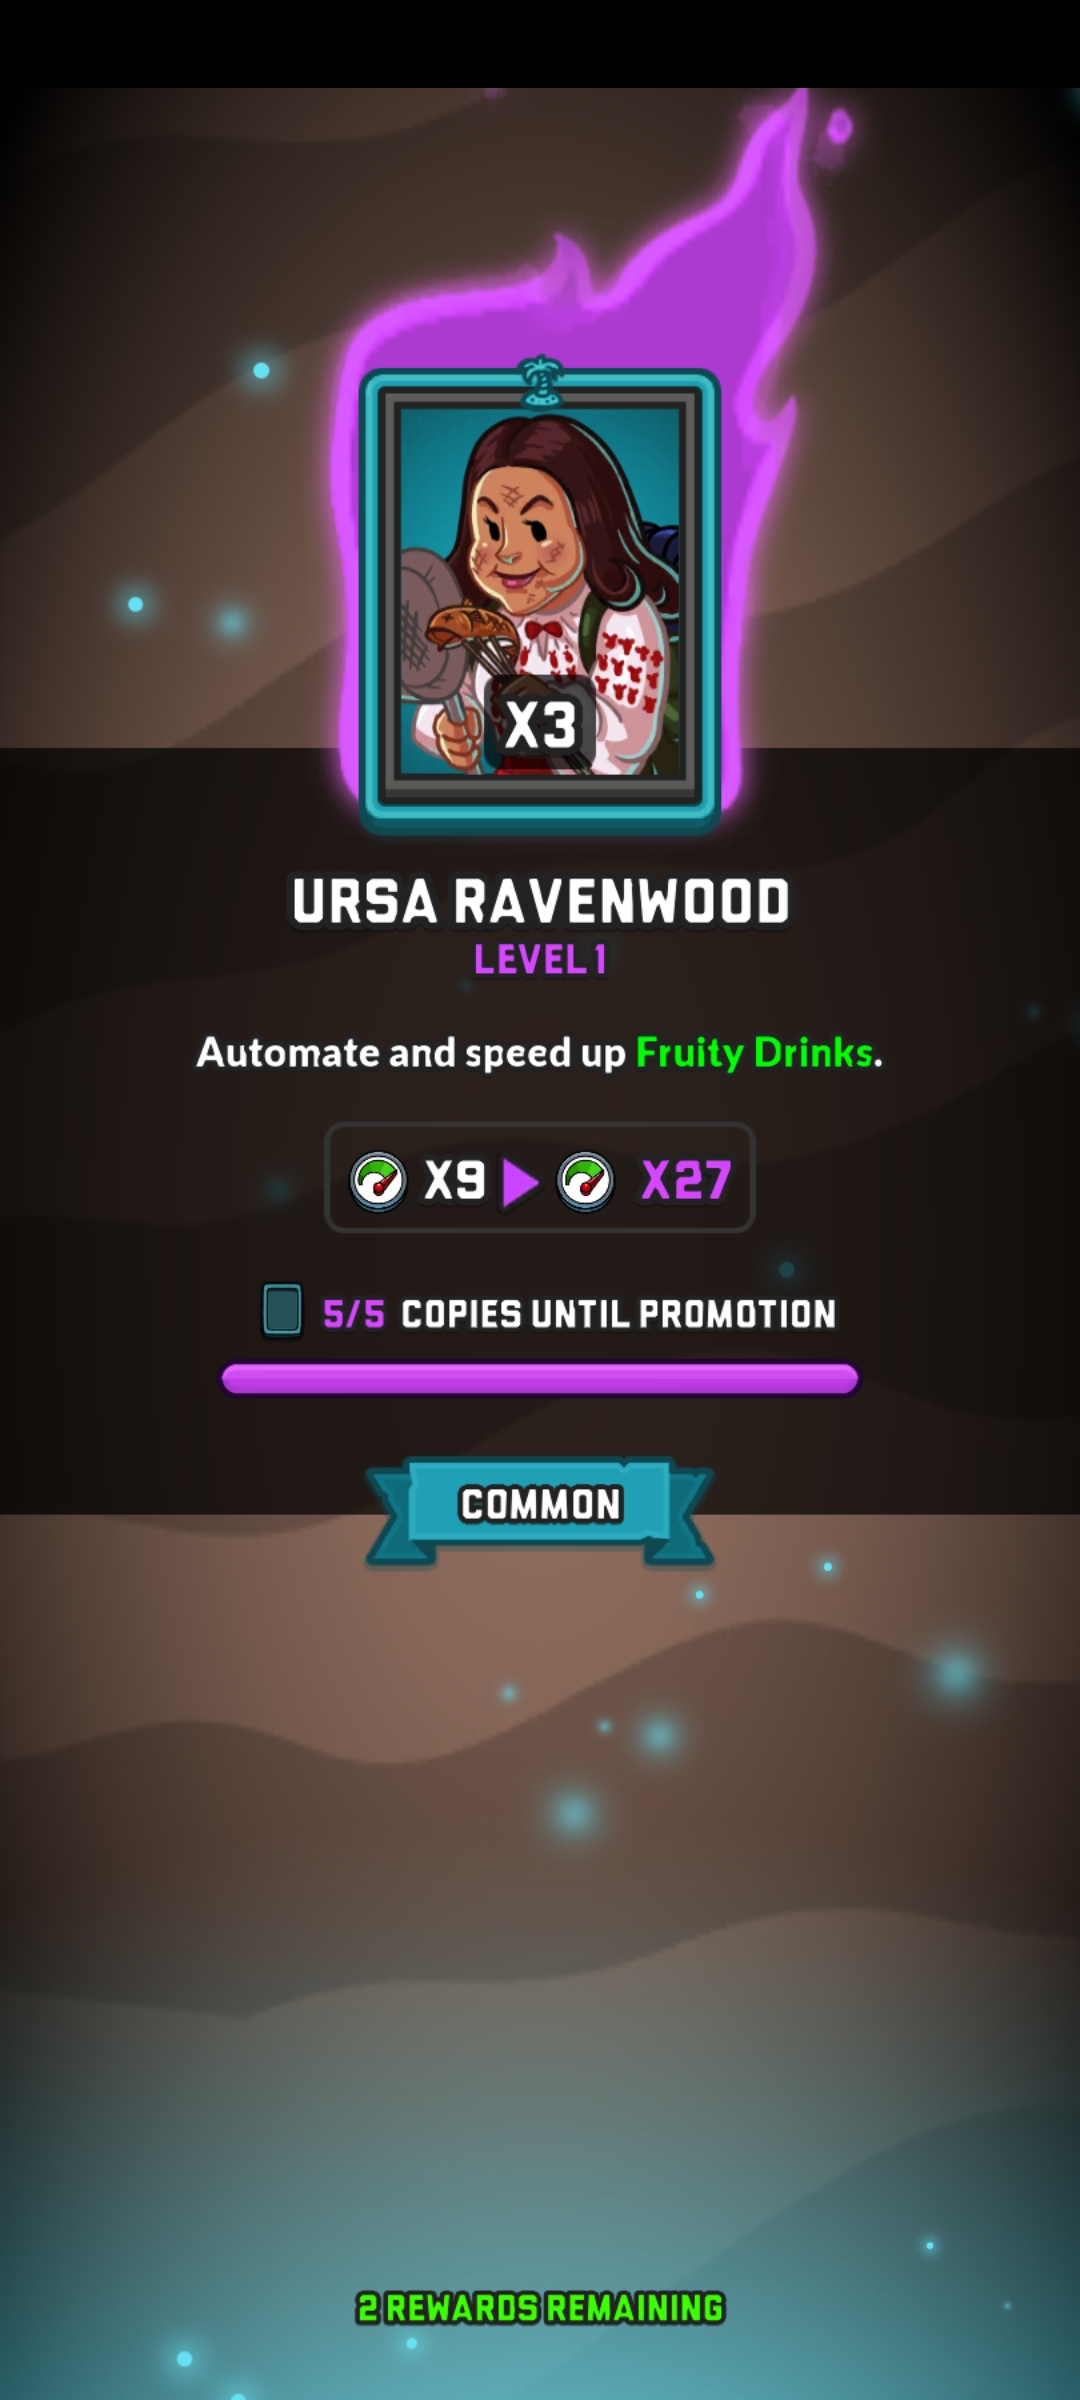 X3
URSA RAVENWOOD
LEVEL 1
Automate and speed up Fruity Drinks.
X9 X27
5/5 COPIES UNTIL PROMOTION
COMMON
2 REWARDS REMAINING